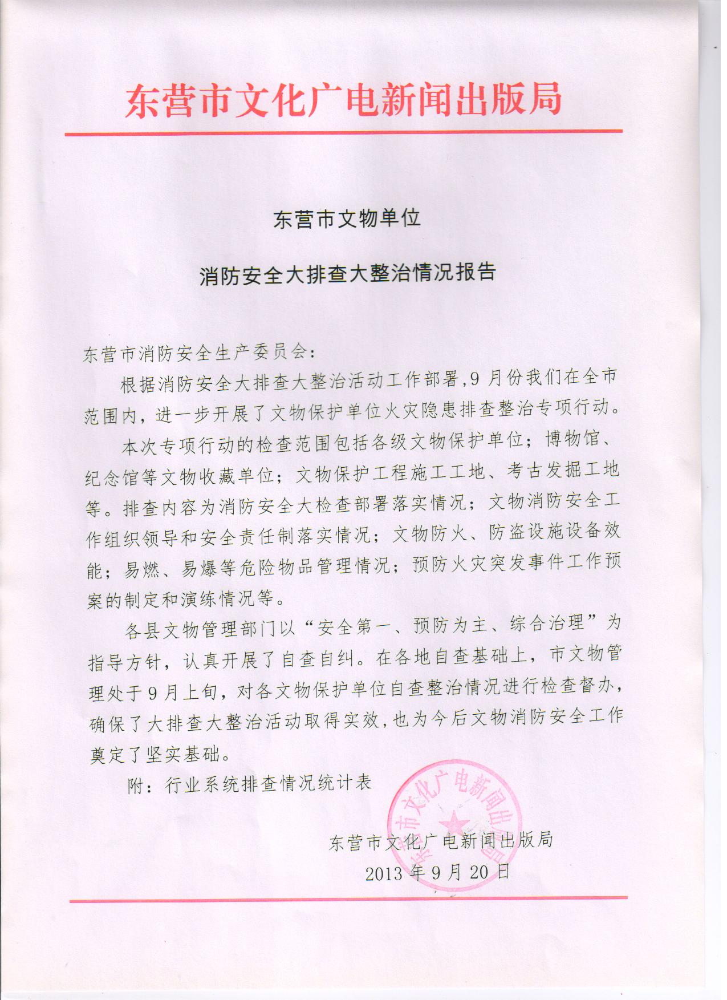 东营市文化广电新闻出版局
东营市文物单位
消防安全大排查大整治情况报告
东营市消防安全生产委员会：
根据消防安全大排查大整治活动工作部署,9月份我们在全市
范围内，进一步开展了文物保护单位火灾隐患排查整治专项行动。
本次专项行动的检查范围包括各级文物保护单位；博物馆、
纪念馆等文物收藏单位；文物保护工程施工工地、考古发掘工地
等。排查内容为消防安全大检查部署落实情况；文物消防安全工
作组织领导和安全责任制落实情况；文物防火、防盗设施设备效
能；易燃、易爆等危险物品管理情况；预防火灾突发事件工作预
案的制定和演练情况等。
各县文物管理部门以“安全第一、预防为主、综合治理”为
指导方针，认真开展了自查自纠。在各地自查基础上，市文物管
理处于9月上旬，对各文物保护单位自查整治情况进行检查督办，
确保了大排查大整治活动取得实效,也为今后文物消防安全工作
奠定了坚实基础。
附：行业系统排查情况统计表
东营市文化广电新闻出版局
东营市文化广电新闻出版局
2013年9月20日